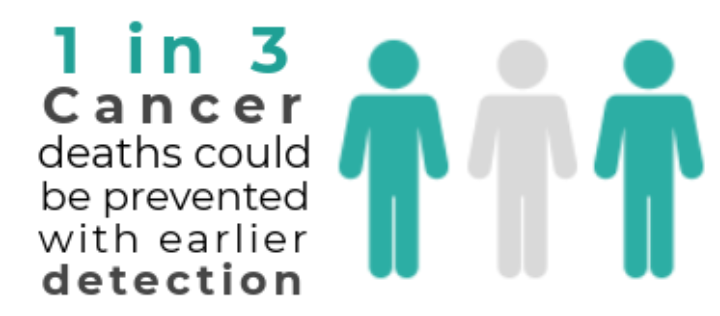 1 in 3
Cancer
deaths could
be prevented
with earlier
detection